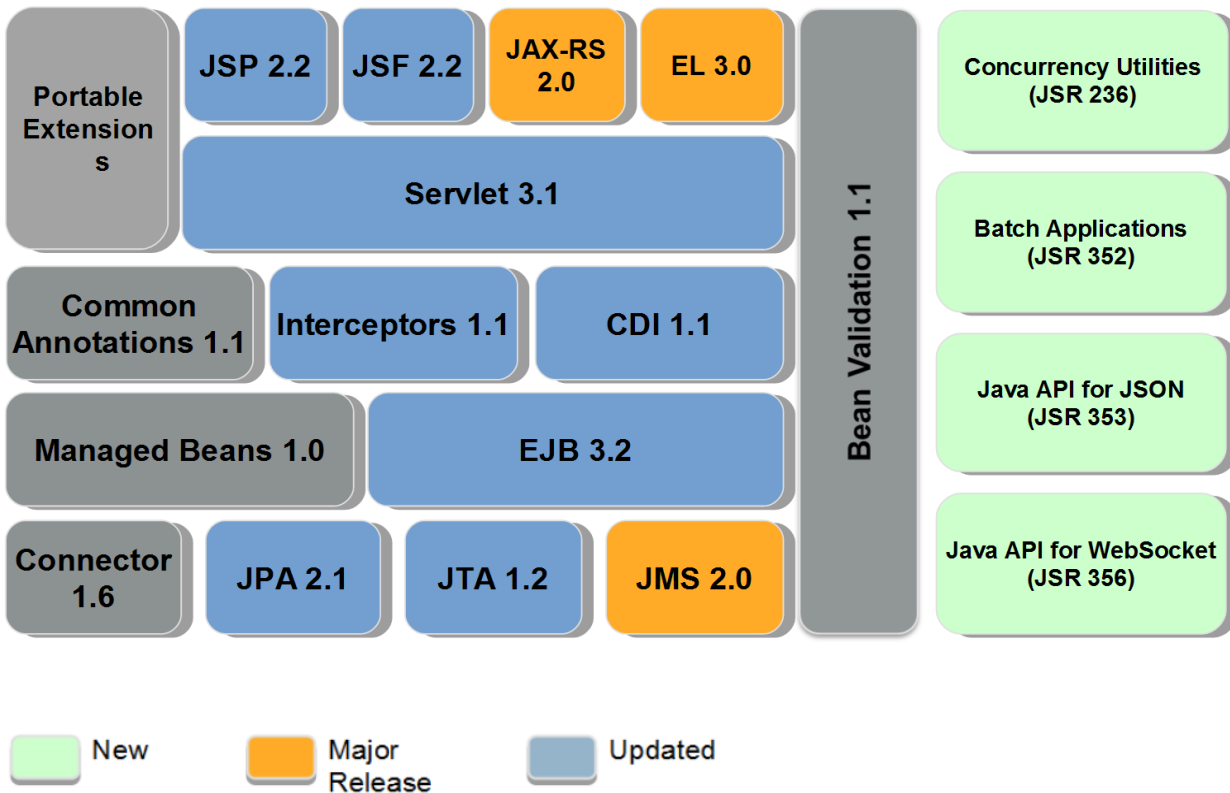 Portable
Extension
s
JSP 2.2
JSF 2.2
JAX-RS
2.0
EL 3.0
Servlet 3.1
Common
Annotations 1.1
Interceptors 1.1
CDI 1.1
Managed Beans 1.0
EJB 3.2
Connector
1.6
JPA 2.1
JTA 1.2
JMS 2.0
Bean Validation 1.1
Concurrency Utilities
(JSR 236)
Batch Applications
(JSR 352)
Java API for JSON
(JSR 353)
Java API for WebSocket
(JSR 356)
New
Major
Release
Updated